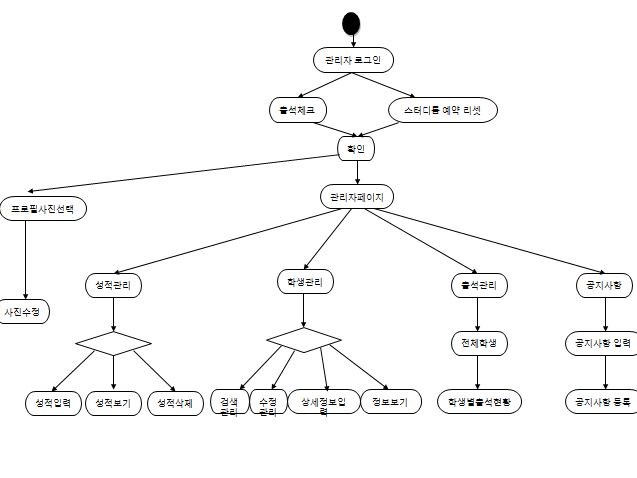 관리자 로그인
출석체크
스터디룸 예약 리셋
확인
프로필사진선택
관리자페이지
성적관리
학생관리
출석관리
공지사항
사진수정
전체학생
공지사항 입력
성적입력
성적보기
성적삭제
검색
관리
수정
관리
상세정보입
력
정보보기
학생별출석현황
공지사항 등록